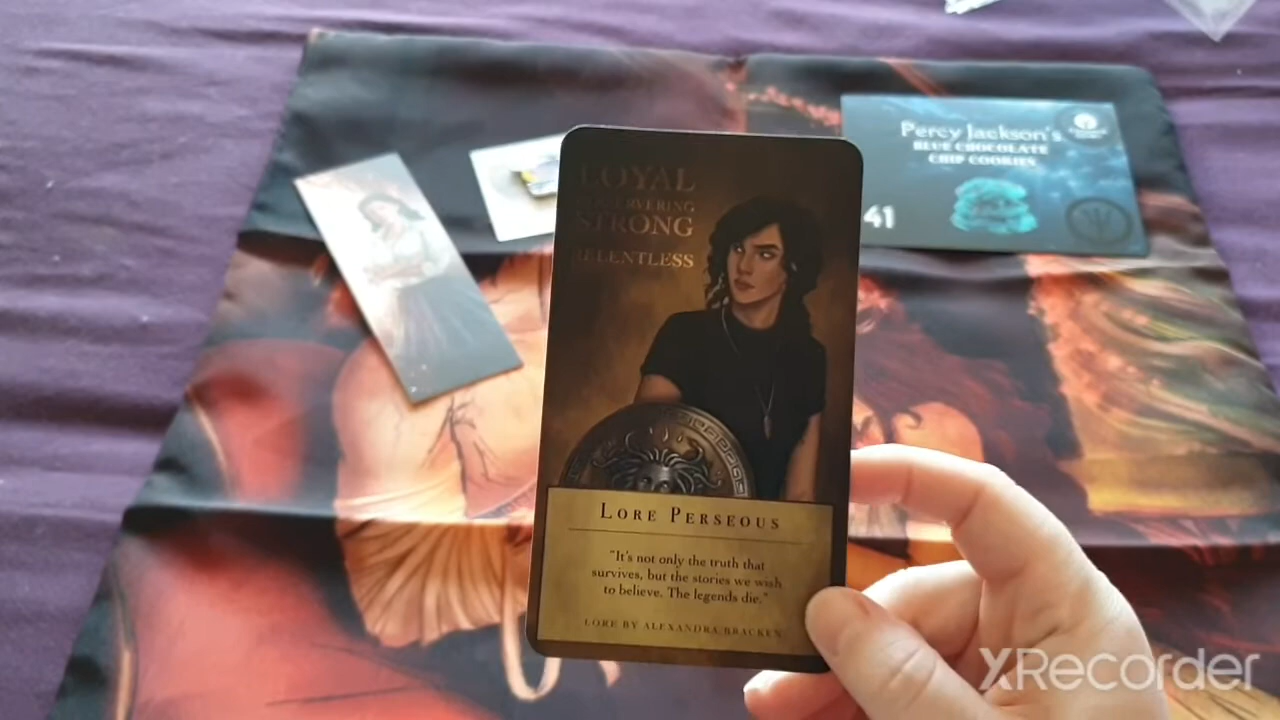 Percy Jackson's
BLUE CHOCOLATE
CHIP COOKIES
41
LOYAL
STRONG
RELENTLESS
LORE PERSEOUS
"It's not only the truth that
survives, but the stories we wish
to believe. The legends die."
LORE BY ALEXANDRA BRACKEN
XRecorder